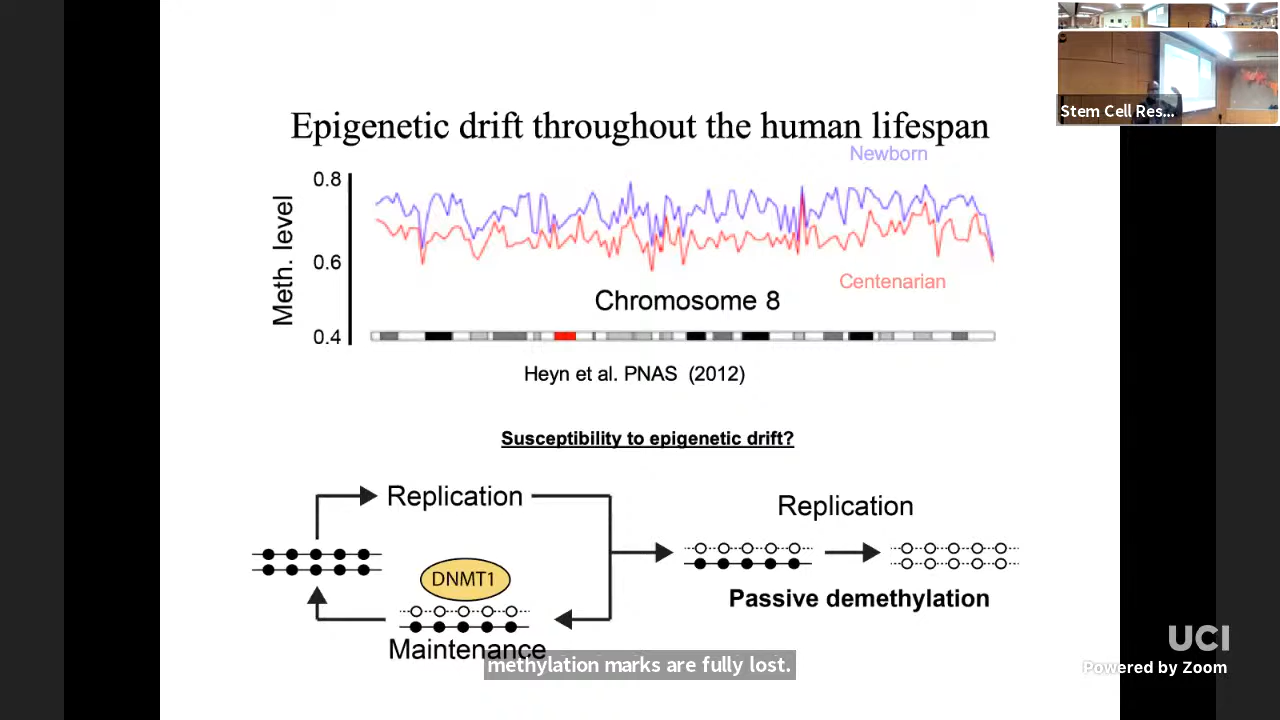 Stem Cell Res...
Epigenetic drift throughout the human lifespan
Newborn
0.8
0.6
0.4
Meth. level
Centenarian
Chromosome 8
Heyn et al. PNAS (2012)
Susceptibility to epigenetic drift?
Replication
Replication
DNMT1
Passive demethylation
Maintenance
methylation marks are fully lost.
UCI
Powered by Zoom